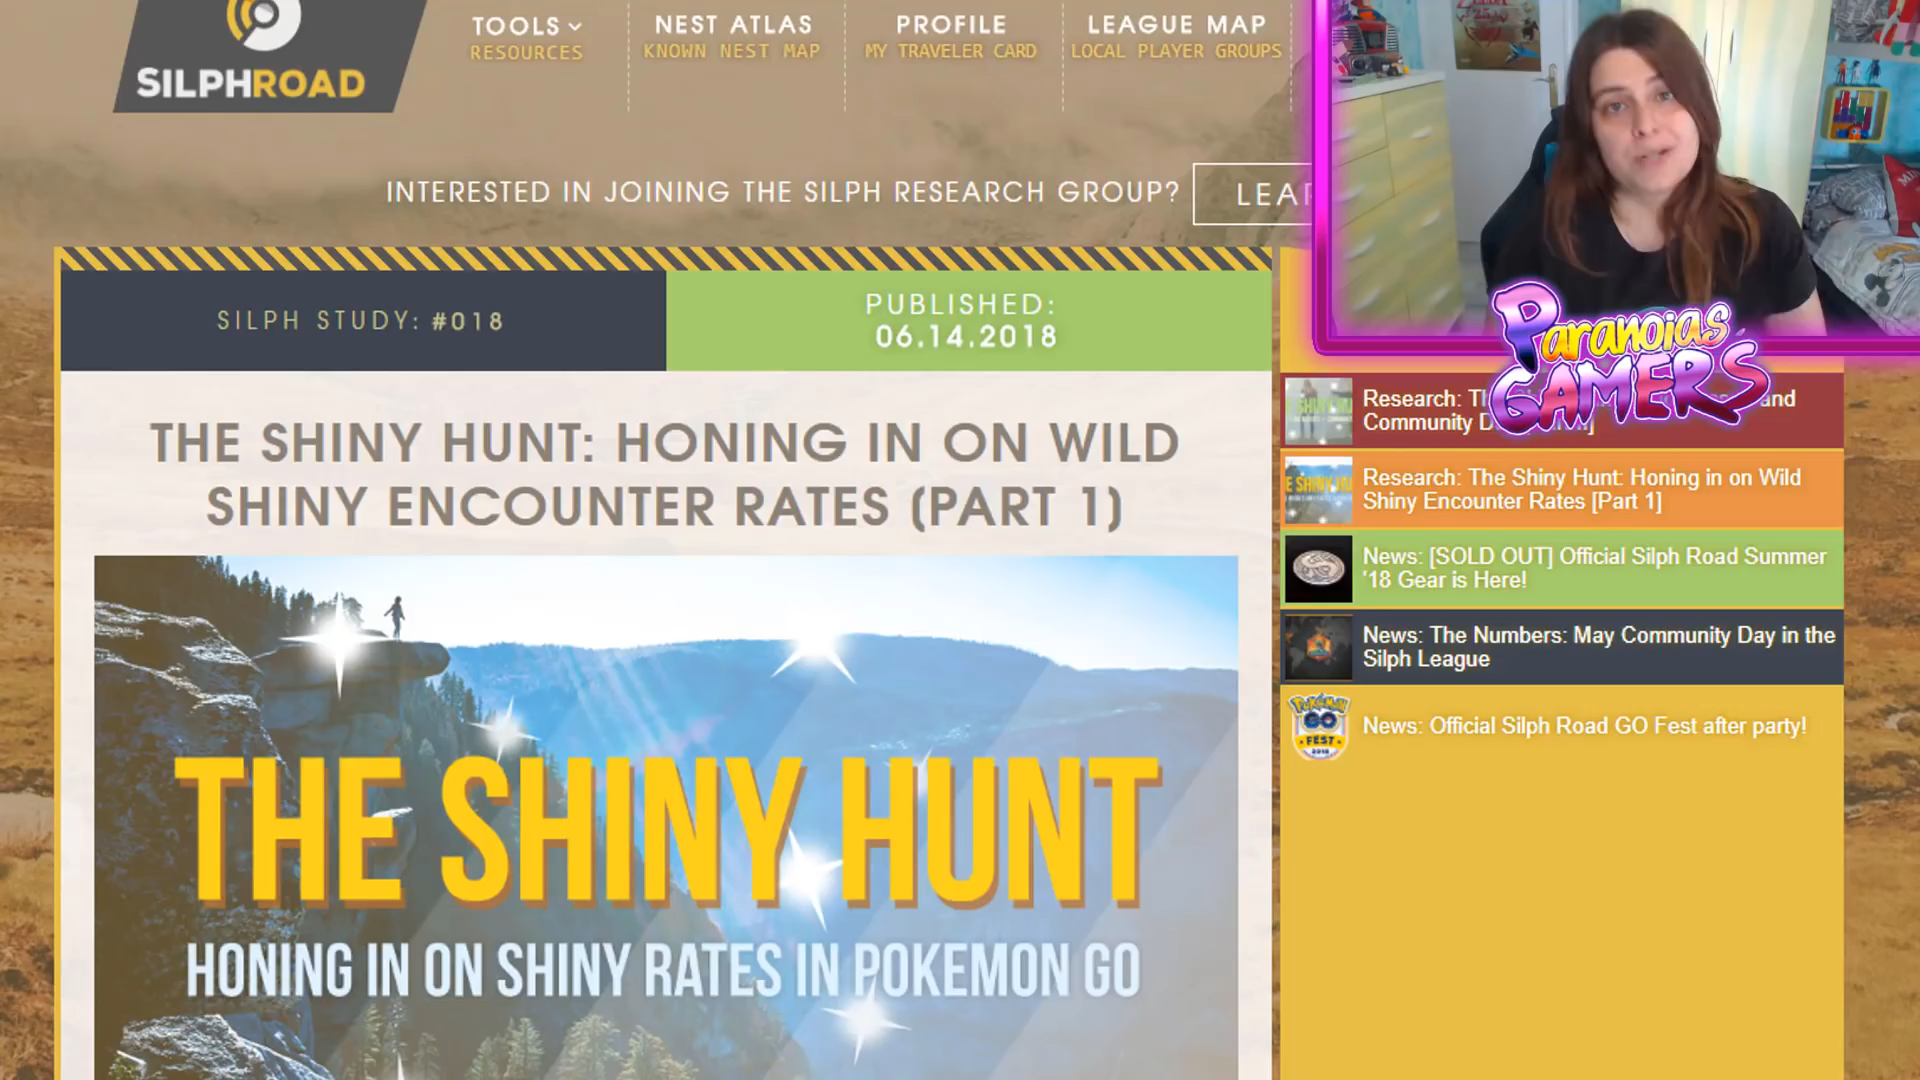 SILPHROAD
TOOLS
RESOURCES
NEST ATLAS
KNOWN NEST MAP
PROFILE
MY TRAVELER CARD
LEAGUE MAP
LOCAL PLAYER GROUPS
INTERESTED IN JOINING THE SILPH RESEARCH GROUP?
SILPH STUDY: #018
PUBLISHED:
06.14.2018
THE SHINY HUNT: HONING IN ON WILD
SHINY ENCOUNTER RATES (PART 1)
THE SHINY HUNT
HONING IN ON SHINY RATES IN POKEMON GO
Paranoias
GAMERS
Research: and
Community
Research: The Shiny Hunt: Honing in on Wild
Shiny Encounter Rates [Part 1]
News: [SOLD OUT] Official Silph Road Summer
'18 Gear is Here!
News: The Numbers: May Community Day in the
Silph League
POKÉMON
GO
FEST
2018
News: Official Silph Road GO Fest after party!